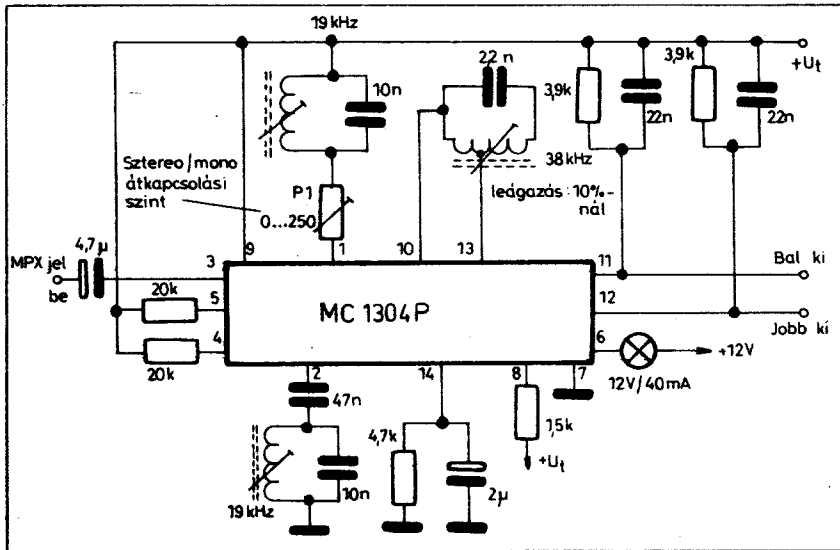 19 kHz
+Ut
10n
22 n
3,9k
22n
3,9k
22n
38 kHz
Sztereo/mono
átkapcsolási
szint
P1
0...250
leágazás: 10%-
nál
4,7µ
MPX jel
be
9
1
10
13
3
5
4
20k
20k
MC 1304P
11
12
6
Bal ki
Jobb ki
+12V
12V/40mA
2
14
8
7
47n
10n
19 kHz
4,7k
2µ
1,5k
+Ut